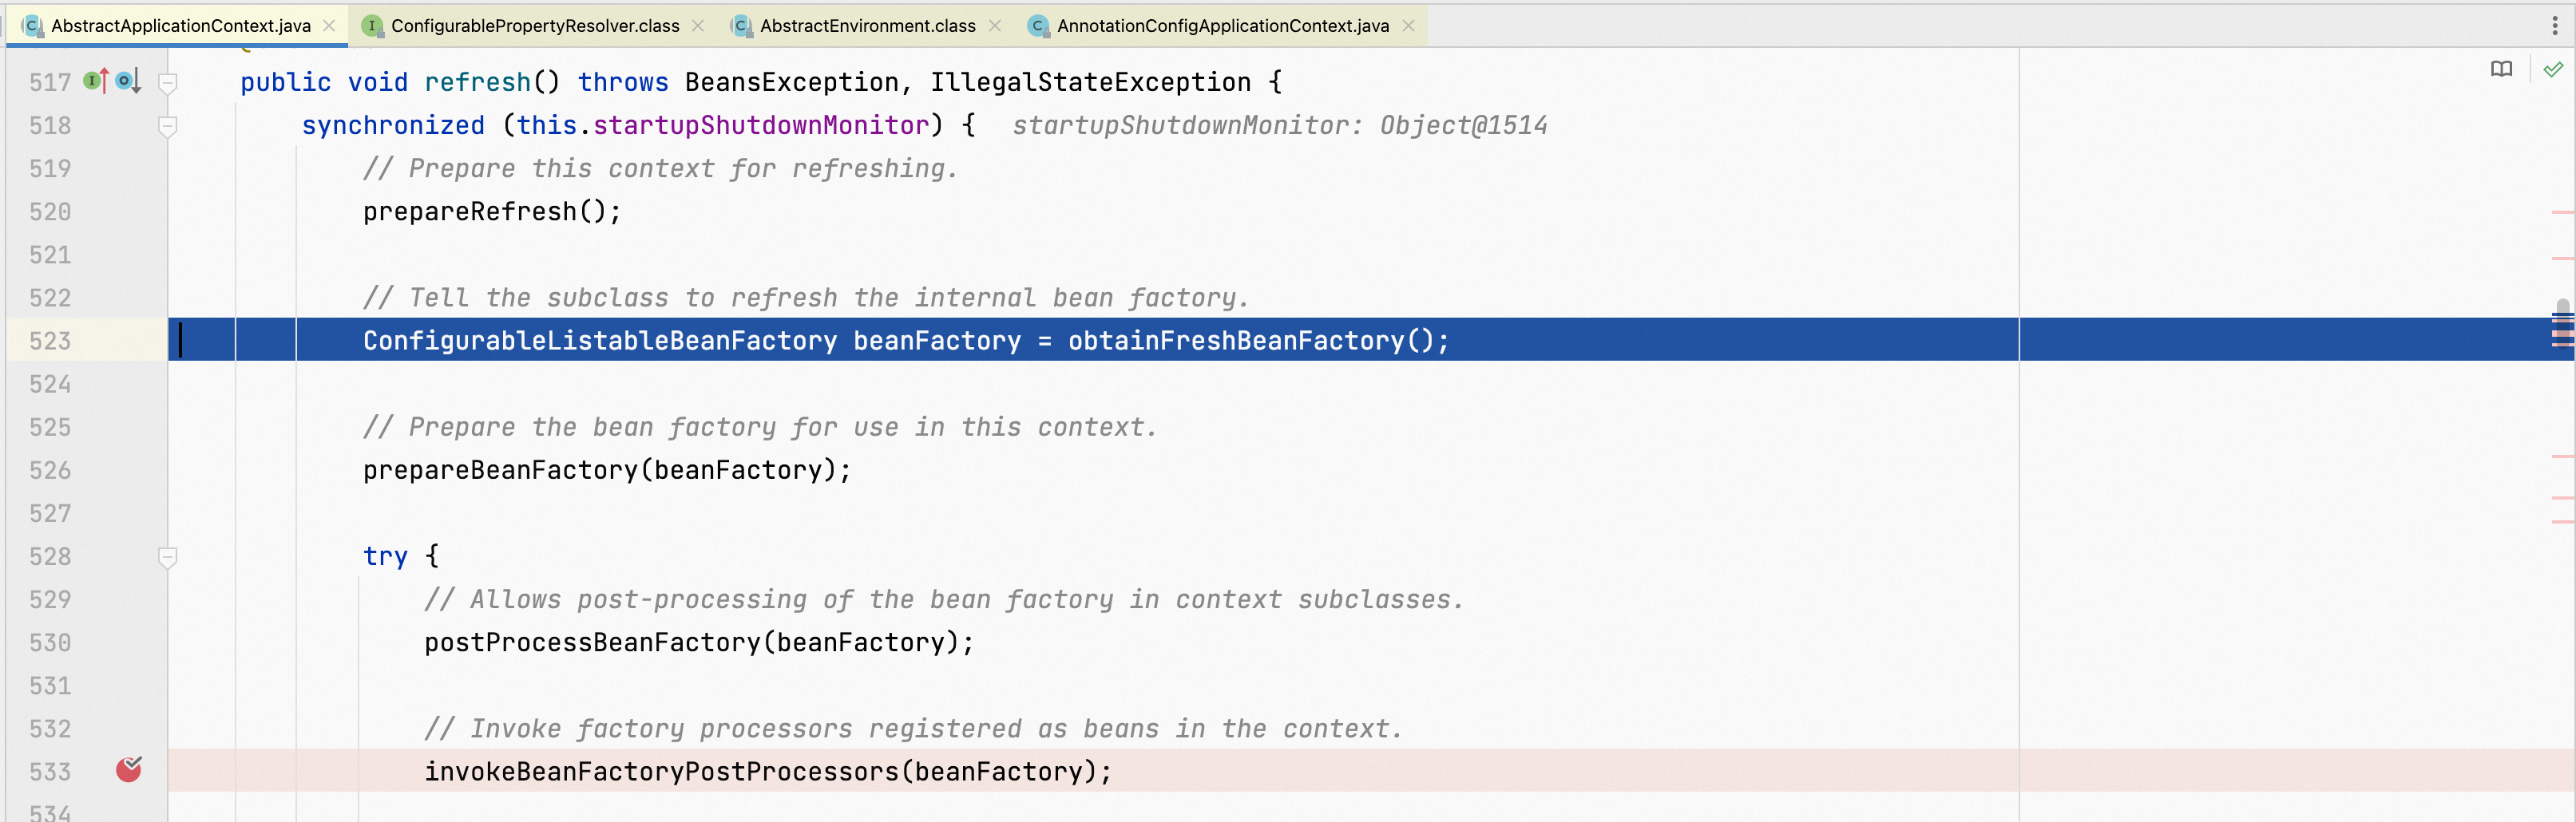 AbstractApplicationContext.java ConfigurablePropertyResolver.class AbstractEnvironment.class AnnotationConfigApplicationContext.java
517 public void refresh() throws BeansException, IllegalStateException {
518 synchronized (this.startupShutdownMonitor) { startupShutdownMonitor: Object@1514
519 // Prepare this context for refreshing.
520 prepareRefresh();
521
522 // Tell the subclass to refresh the internal bean factory.
523 ConfigurableListableBeanFactory beanFactory = obtainFreshBeanFactory();
524
525 // Prepare the bean factory for use in this context.
526 prepareBeanFactory(beanFactory);
527
528 try {
529 // Allows post-processing of the bean factory in context subclasses.
530 postProcessBeanFactory(beanFactory);
531
532 // Invoke factory processors registered as beans in the context.
533 invokeBeanFactoryPostProcessors(beanFactory);
534